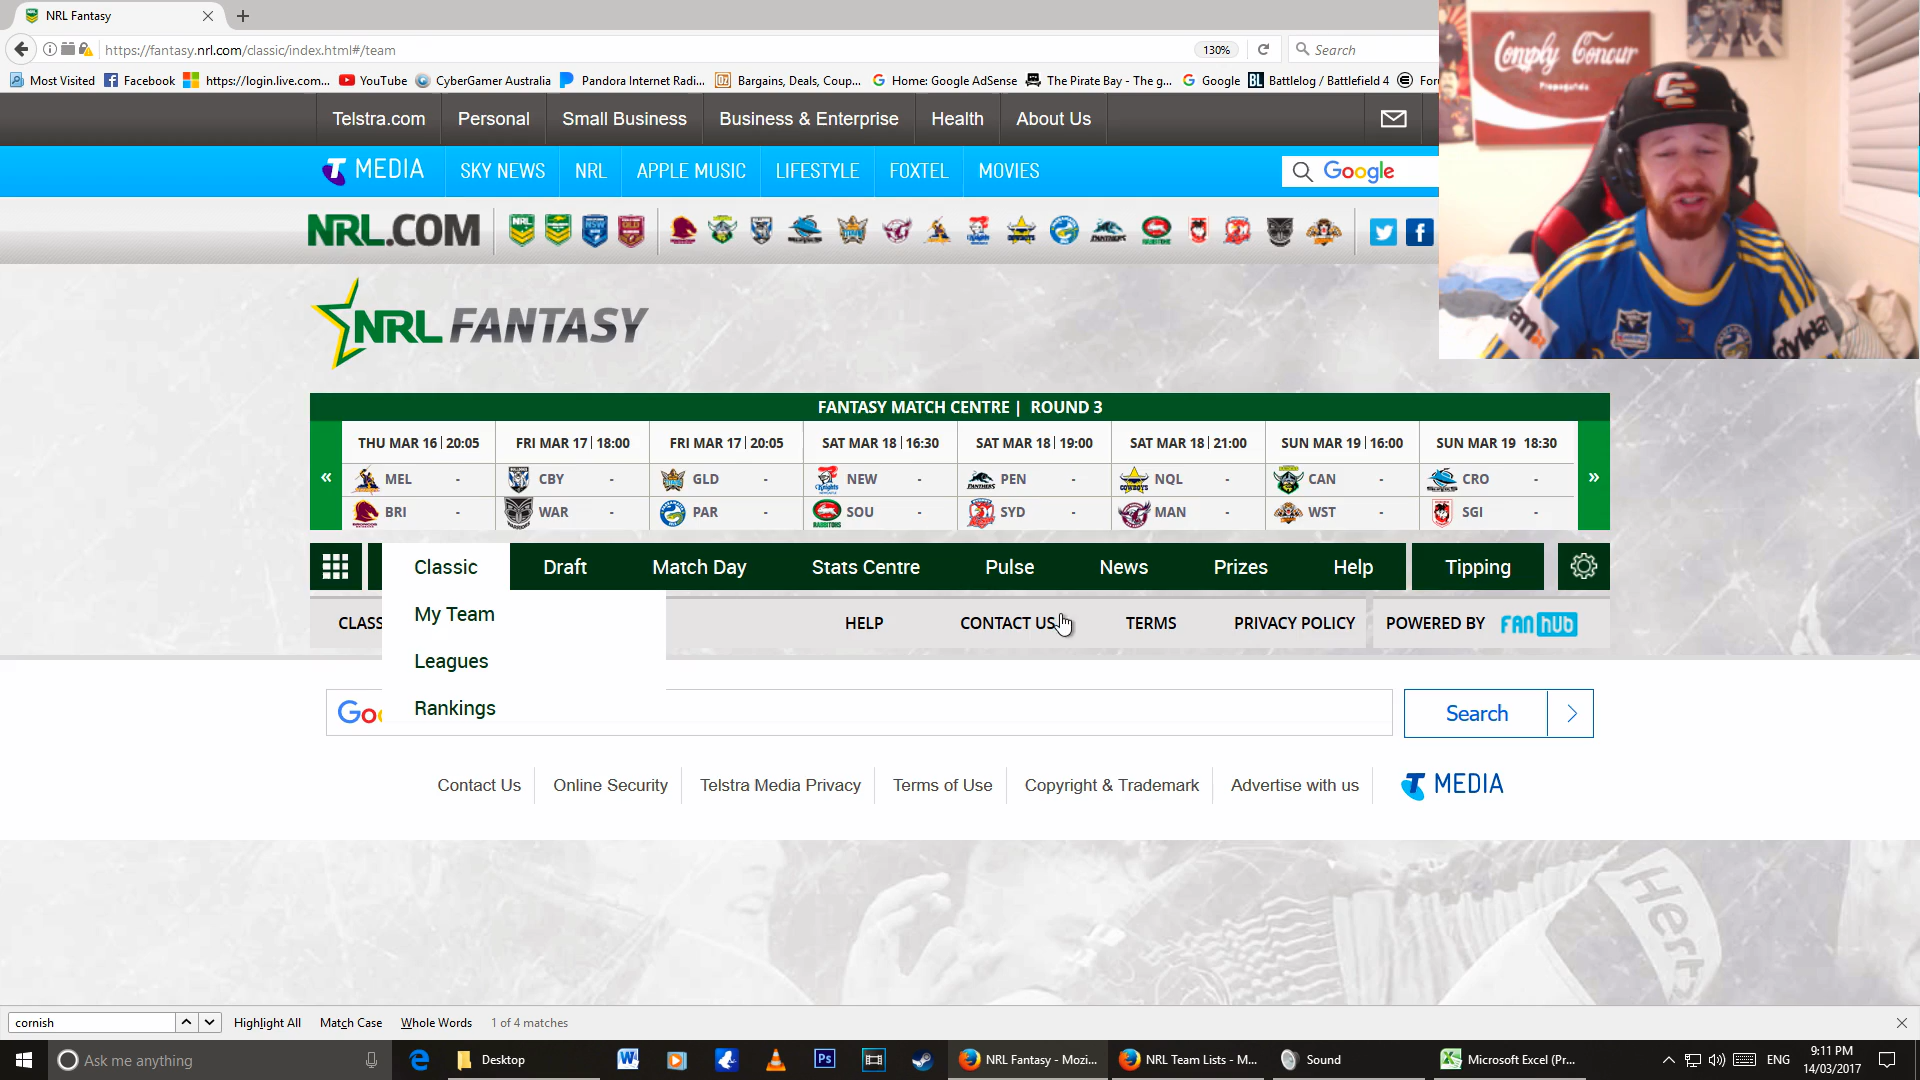 NRL Fantasy
https://fantasy.nrl.com/classic/index.html#/team
130%
Search
Most Visited Facebook https://login.live.com... YouTube CyberGamer Australia Pandora Internet Radi... Bargains, Deals, Coup... Home: Google AdSense The Pirate Bay - The g... Google BL Battlelog / Battlefield 4 For
Comply Concur
Propaganda
Telstra.com Personal Small Business Business & Enterprise Health About Us
T MEDIA SKY NEWS NRL APPLE MUSIC LIFESTYLE FOXTEL MOVIES
Google
NRL.COM
NRL FANTASY
FANTASY MATCH CENTRE | ROUND 3
THU MAR 16 | 20:05 FRI MAR 17 | 18:00 FRI MAR 17 | 20:05 SAT MAR 18 | 16:30 SAT MAR 18 | 19:00 SAT MAR 18 | 21:00 SUN MAR 19 | 16:00 SUN MAR 19 18:30
« MEL - CBY - GLD - NEW - PEN - NQL - CAN - CRO - »
BRI - WAR - PAR - SOU - SYD - MAN - WST - SGI -
Classic Draft Match Day Stats Centre Pulse News Prizes Help Tipping
My Team
CLASS HELP CONTACT US TERMS PRIVACY POLICY POWERED BY FAN hUB
Leagues
Rankings
Goo
Search
Contact Us Online Security Telstra Media Privacy Terms of Use Copyright & Trademark Advertise with us T MEDIA
Hert
cornish Highlight All Match Case Whole Words 1 of 4 matches
Ask me anything Desktop Ps NRL Fantasy - Mozi... NRL Team Lists - M... Sound Microsoft Excel (Pr... ENG 9:11 PM
14/03/2017